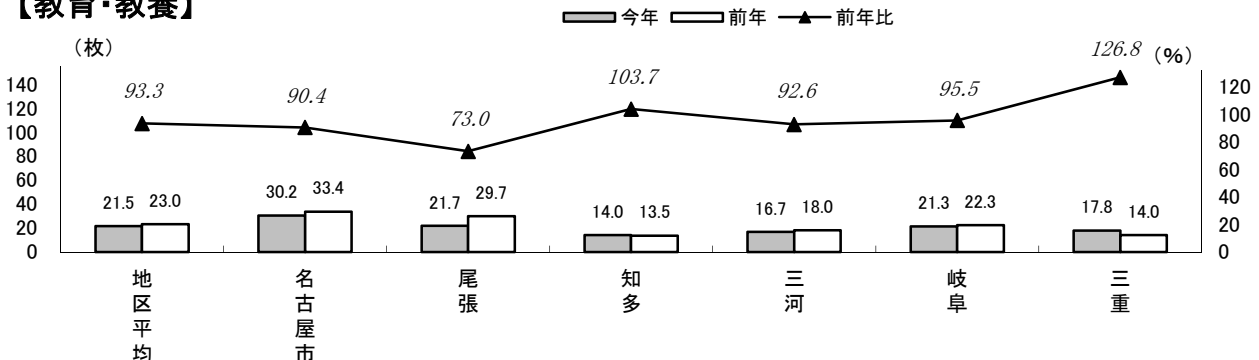 【教育・教養】
今年 前年 前年比
（枚） （%）
93.3 90.4 73.0 103.7 92.6 95.5 126.8
140
120
100
80
60
40
20
0
120
100
80
60
40
20
0
21.5 23.0 30.2 33.4 21.7 29.7 14.0 13.5 16.7 18.0 21.3 22.3 17.8 14.0
地区平均
名古屋市
尾張
知多
三河
岐阜
三重